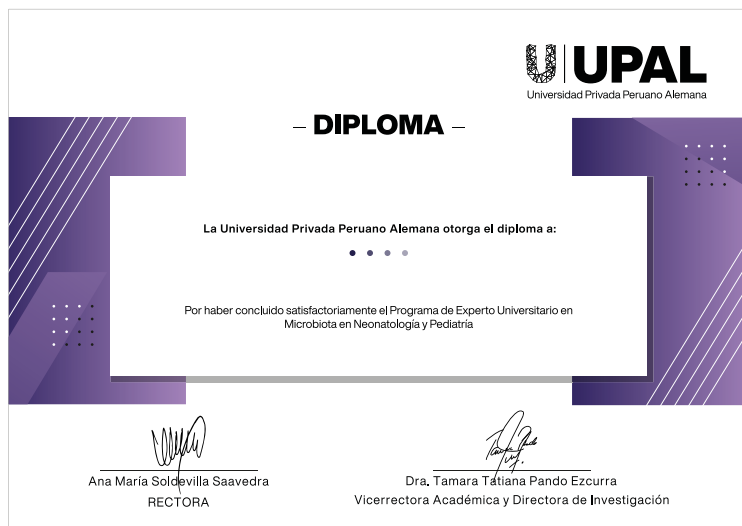 UPAL
Universidad Privada Peruano Alemana
– DIPLOMA –
La Universidad Privada Peruano Alemana otorga el diploma a:
Por haber concluido satisfactoriamente el Programa de Experto Universitario en
Microbiota en Neonatología y Pediatría
Ana María Soldevilla Saavedra
RECTORA
Dra. Tamara Tatiana Pando Ezcurra
Vicerrectora Académica y Directora de Investigación